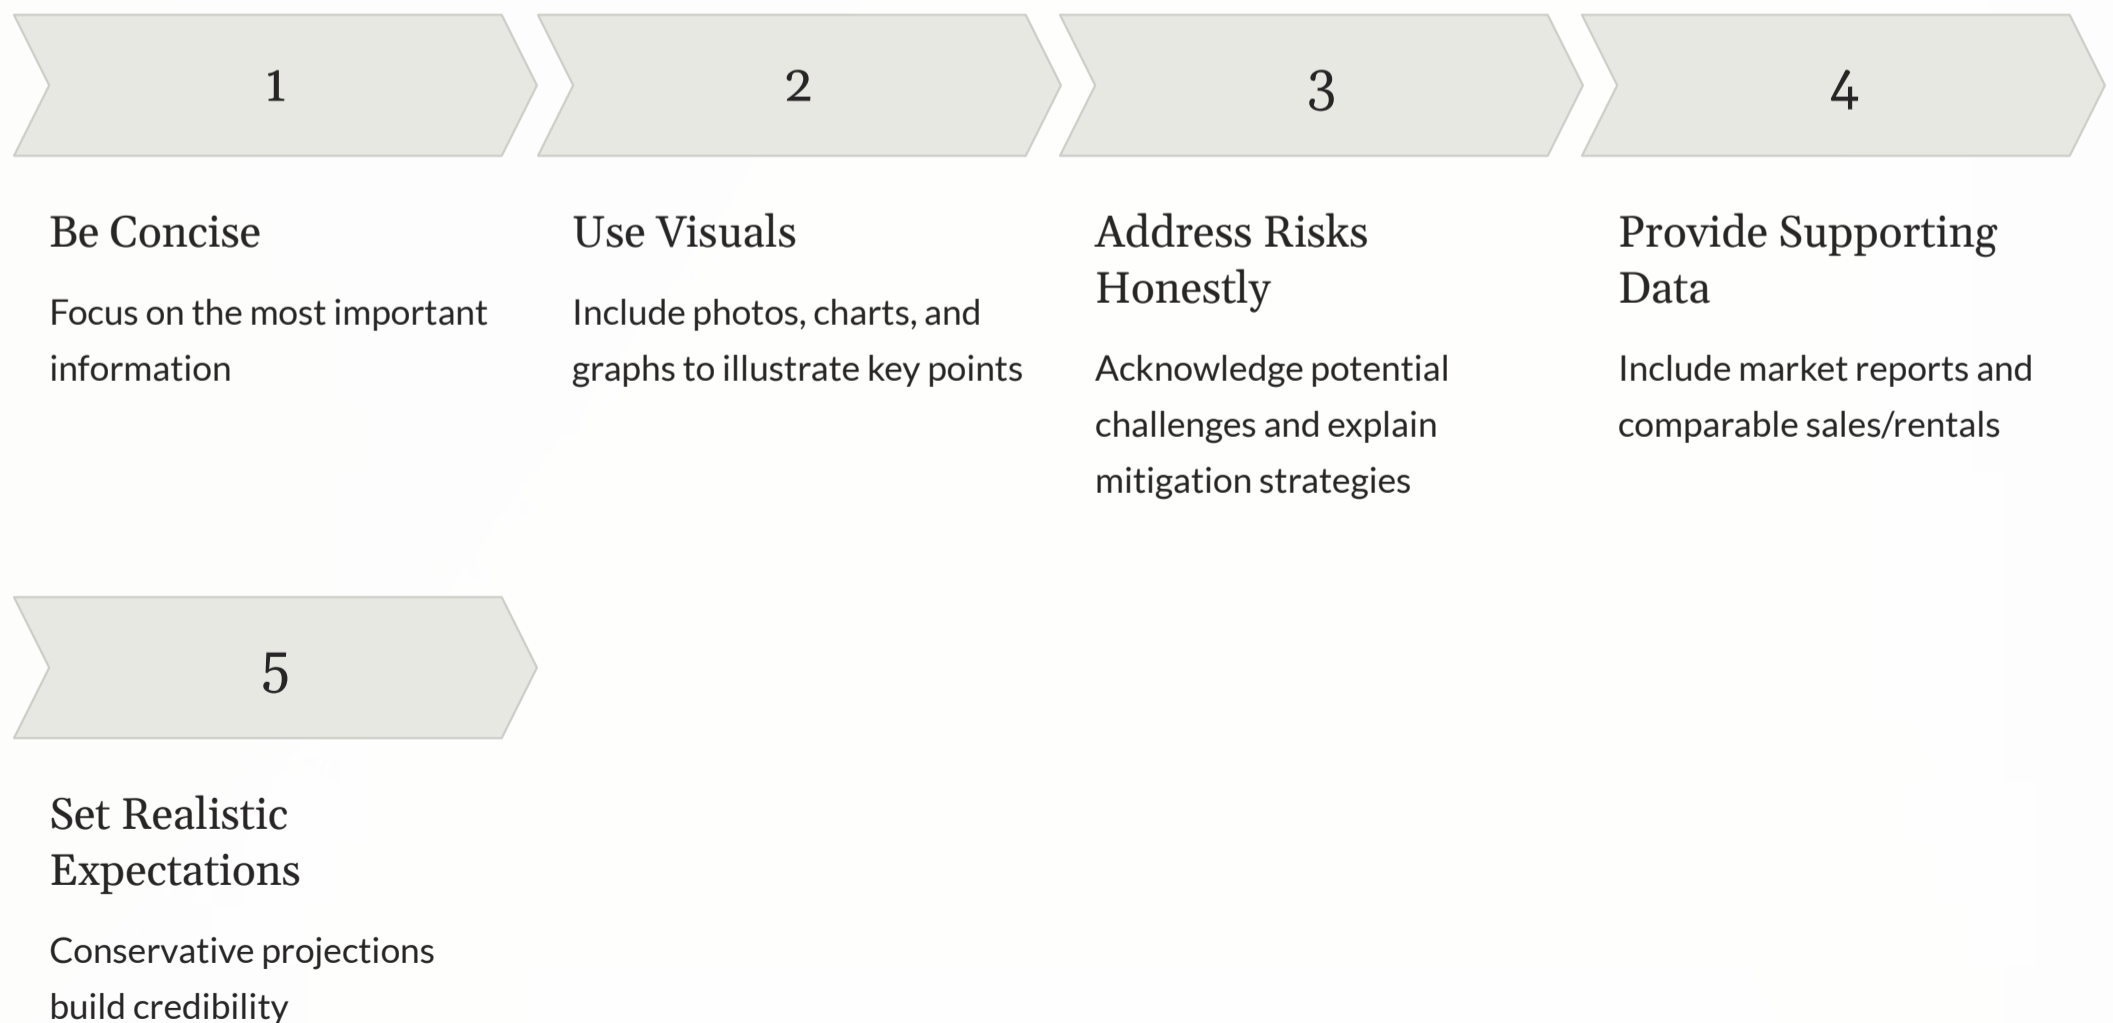 1
2
3
4
Be Concise
Focus on the most important
information
Use Visuals
Include photos, charts, and
graphs to illustrate key points
Address Risks
Honestly
Acknowledge potential
challenges and explain
mitigation strategies
Provide Supporting
Data
Include market reports and
comparable sales/rentals
5
Set Realistic
Expectations
Conservative projections
build credibility